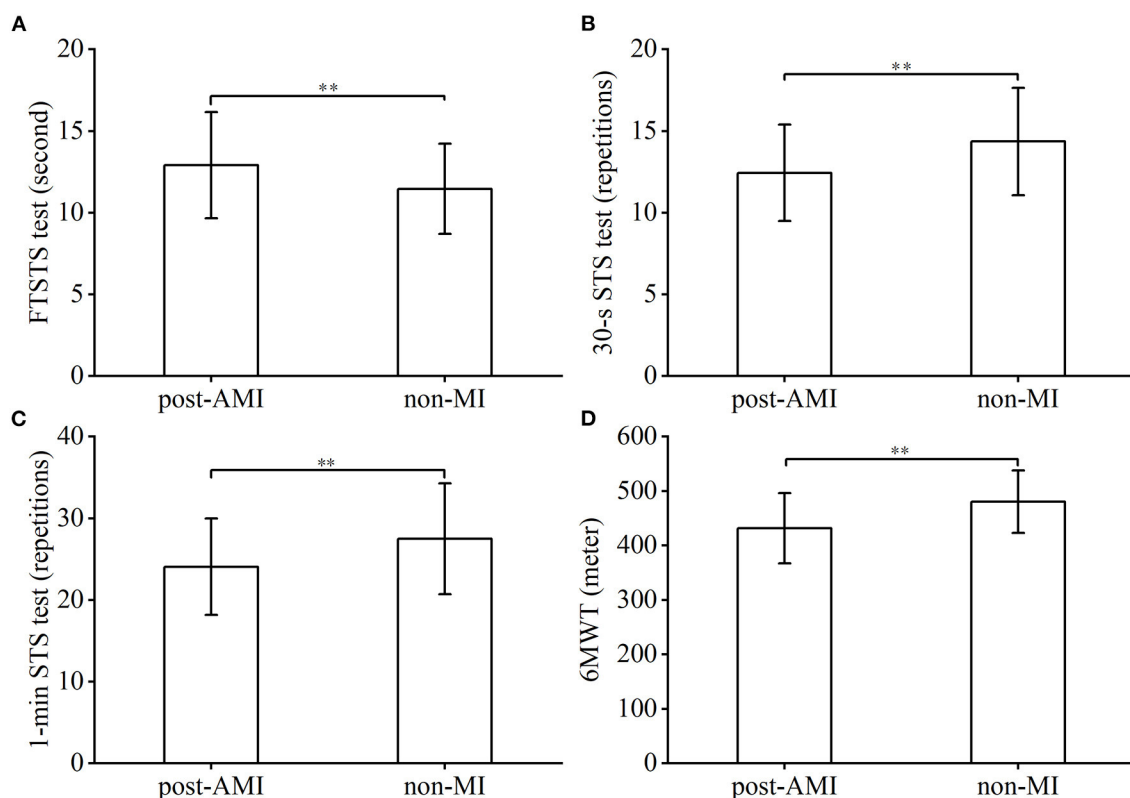 A
FTSTS test (second)
20
15
10
5
0
**
post-AMI
non-MI
B
30-s STS test (repetitions)
20
15
10
5
0
**
post-AMI
non-MI
C
1-min STS test (repetitions)
40
30
20
10
0
**
post-AMI
non-MI
D
6MWT (meter)
600
500
400
300
200
100
0
**
post-AMI
non-MI